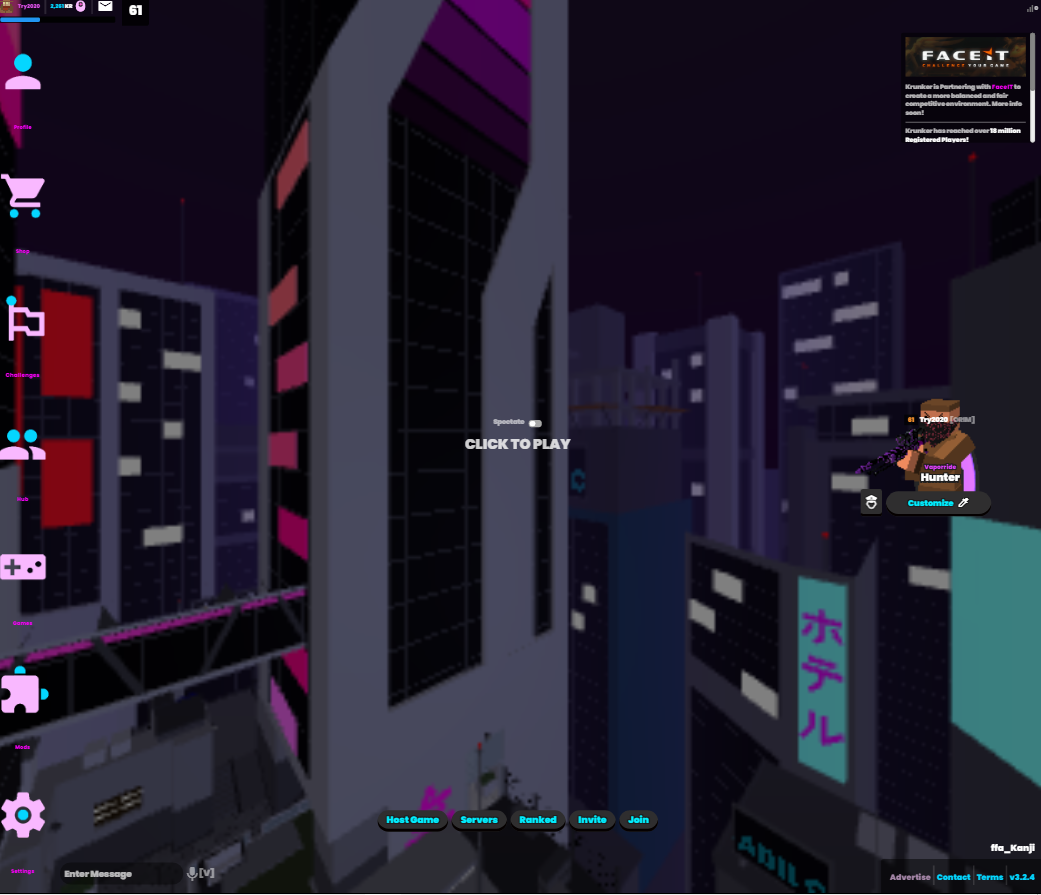 Try2020
2,261KR
61
FACEIT
CHALLENGE YOUR GAME
Krunker is Partnering with FaceIT to
create a more balanced and fair
competitive environment. More info
soon!
Krunker has reached over 18 million
Registered Players!
Profile
Shop
Challenges
Hub
Games
Mods
Settings
Spectate
CLICK TO PLAY
61 Try2020 [GRIM]
Vaporride
Hunter
Customize
ホテル
K
Host Game
Servers
Ranked
Invite
Join
ffa_Kanji
Enter Message
[V]
Advertise
Contact
Terms
v3.2.4